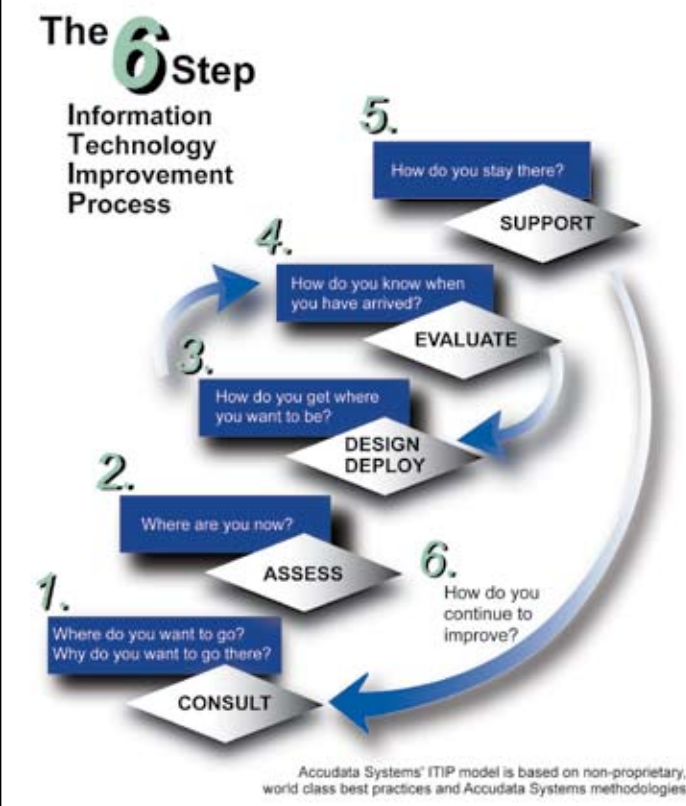 The 6 Step
Information
Technology
Improvement
Process
5.
How do you stay there?
SUPPORT
4.
How do you know when
you have arrived?
EVALUATE
3.
How do you get where
you want to be?
DESIGN
DEPLOY
2.
Where are you now?
ASSESS
6.
How do you
continue to
improve?
1.
Where do you want to go?
Why do you want to go there?
CONSULT
Accudata Systems' ITIP model is based on non-proprietary,
world class best practices and Accudata Systems methodologies